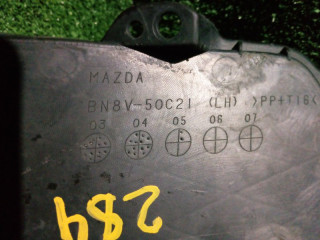 MAZDA
BN8V-50C21 (LH) >PP+T16<
03 04 05 06 07
284